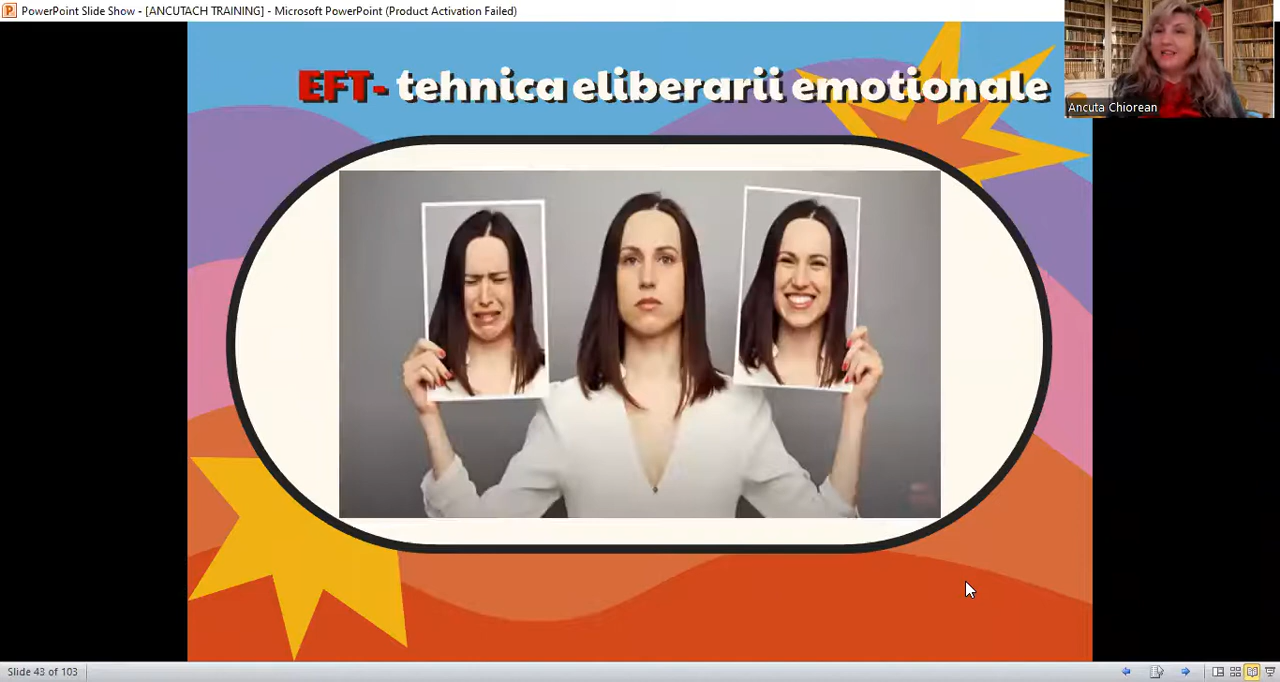 PowerPoint Slide Show - [ANCUTACH TRAINING] - Microsoft PowerPoint (Product Activation Failed)
EFT- tehnica eliberarii emotionale
Ancuta Chiorean
Slide 43 of 103